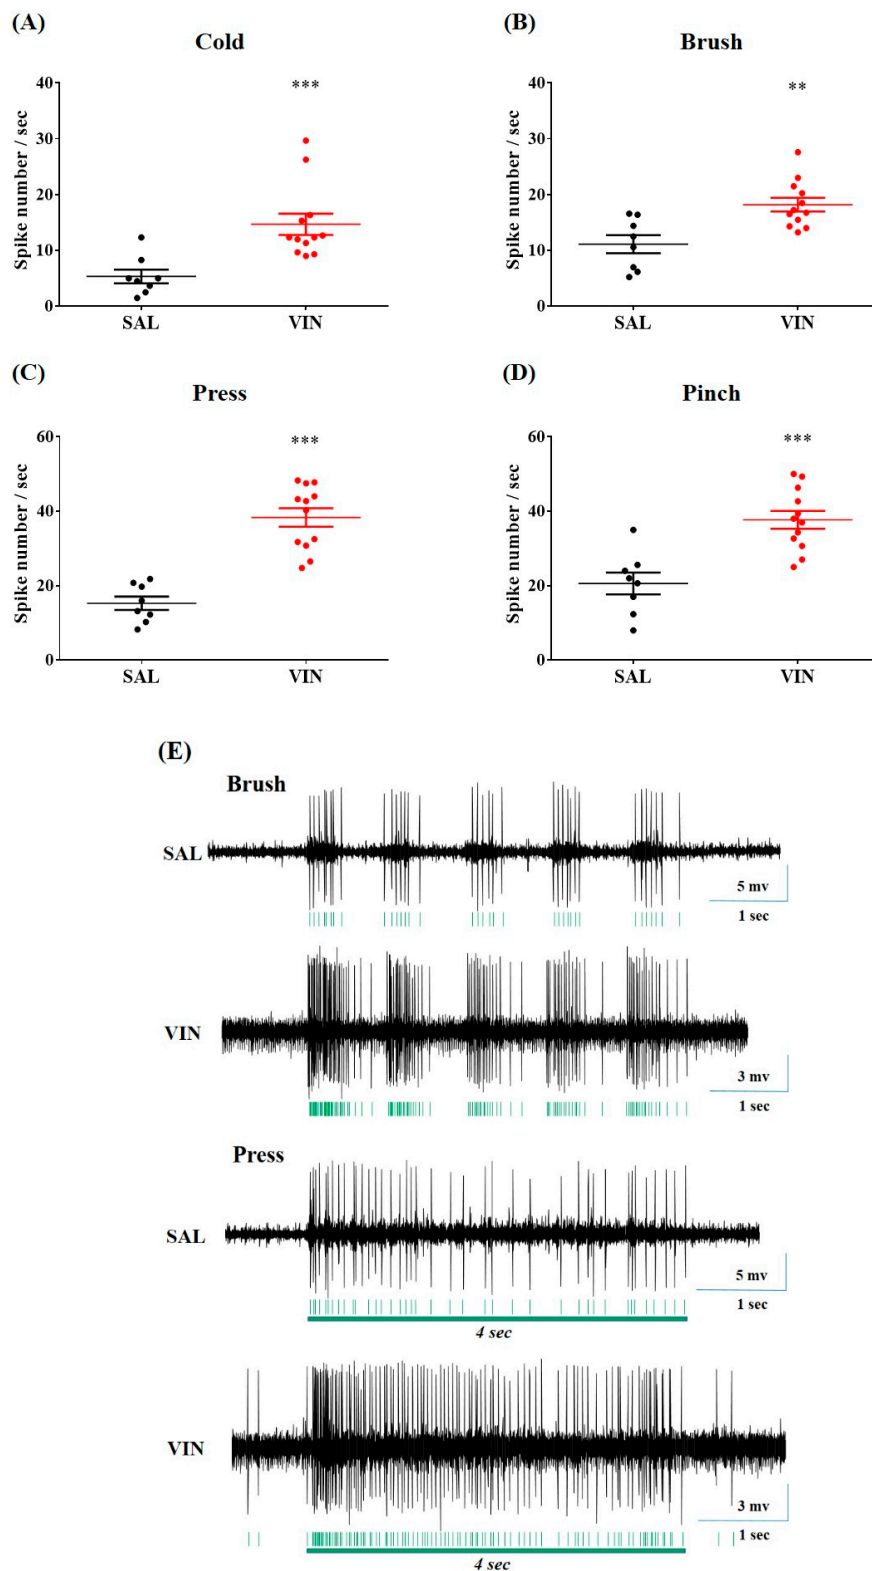 (A)
Cold
Spike number / sec
40
30
20
10
0
***
SAL
VIN
(B)
Brush
Spike number / sec
40
30
20
10
0
**
SAL
VIN
(C)
Press
Spike number / sec
60
40
20
0
***
SAL
VIN
(D)
Pinch
Spike number / sec
60
40
20
0
***
SAL
VIN
(E)
Brush
SAL
5 mv
1 sec
VIN
3 mv
1 sec
Press
SAL
5 mv
1 sec
4 sec
VIN
3 mv
1 sec
4 sec